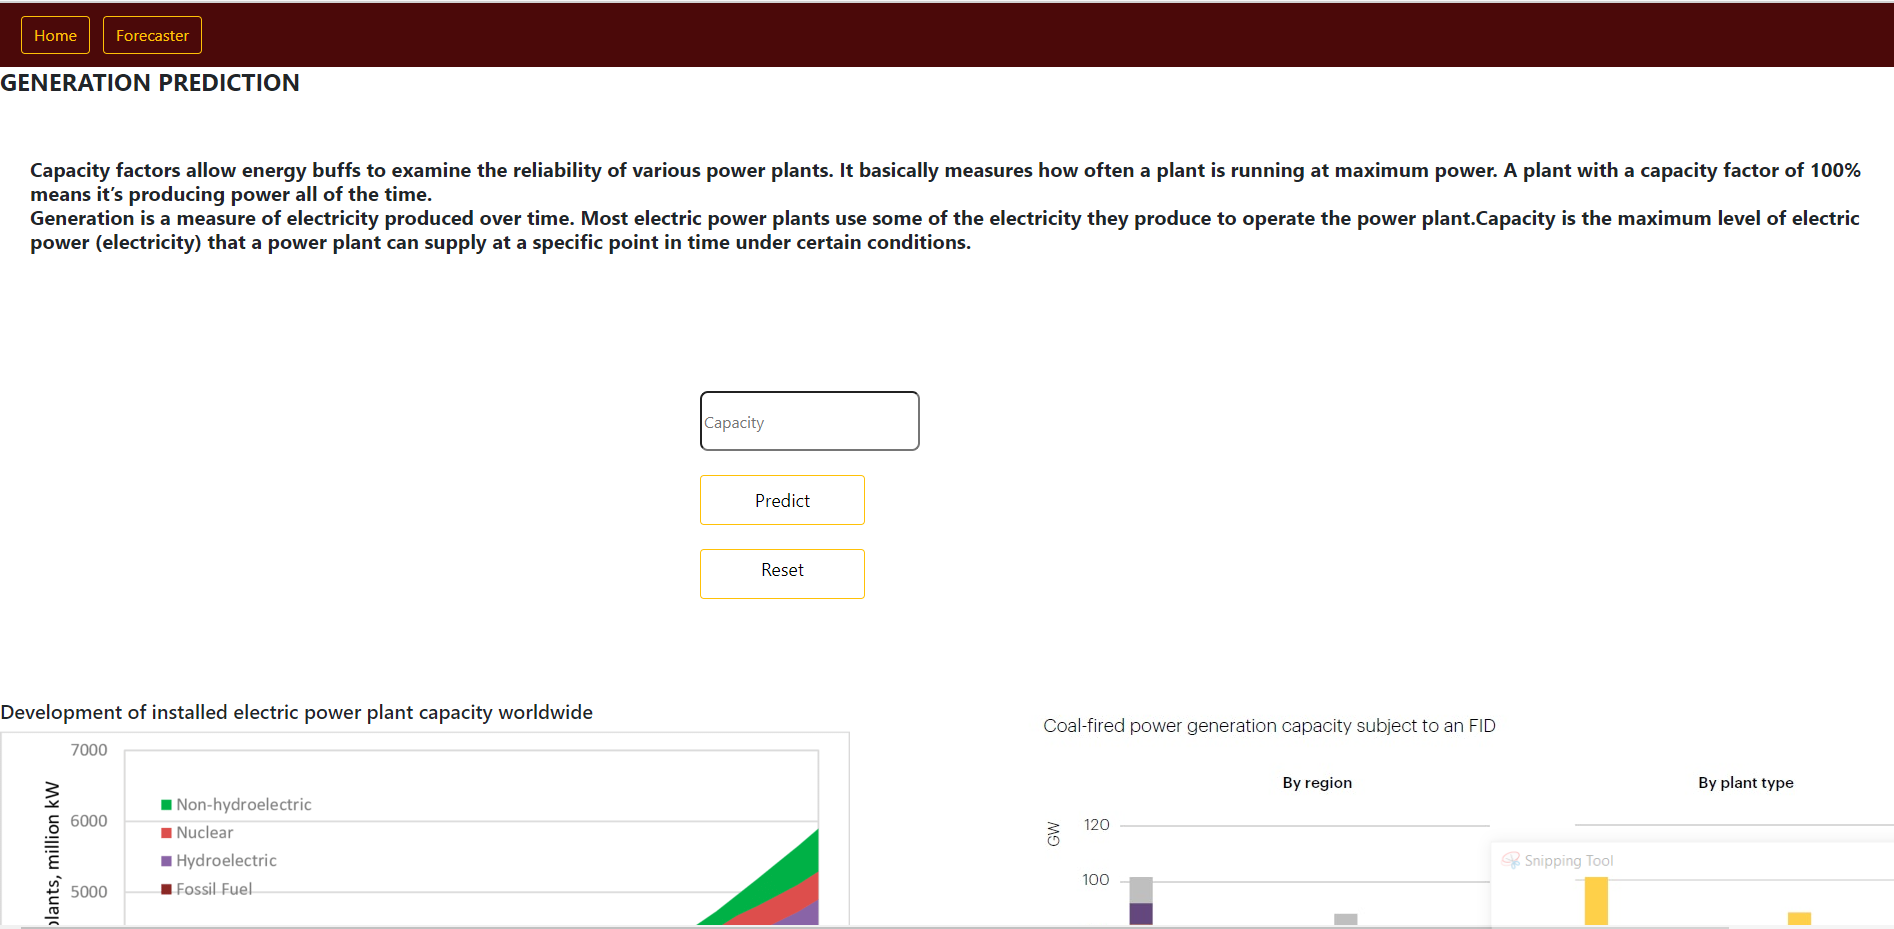 Home
Forecaster
GENERATION PREDICTION
Capacity factors allow energy buffs to examine the reliability of various power plants. It basically measures how often a plant is running at maximum power. A plant with a capacity factor of 100%
means it’s producing power all of the time.
Generation is a measure of electricity produced over time. Most electric power plants use some of the electricity they produce to operate the power plant.Capacity is the maximum level of electric
power (electricity) that a power plant can supply at a specific point in time under certain conditions.
Capacity
Predict
Reset
Development of installed electric power plant capacity worldwide
7000
6000
5000
plants, million kW
Non-hydroelectric
Nuclear
Hydroelectric
Fossil Fuel
Coal-fired power generation capacity subject to an FID
By region
By plant type
GW
120
100
Snipping Tool